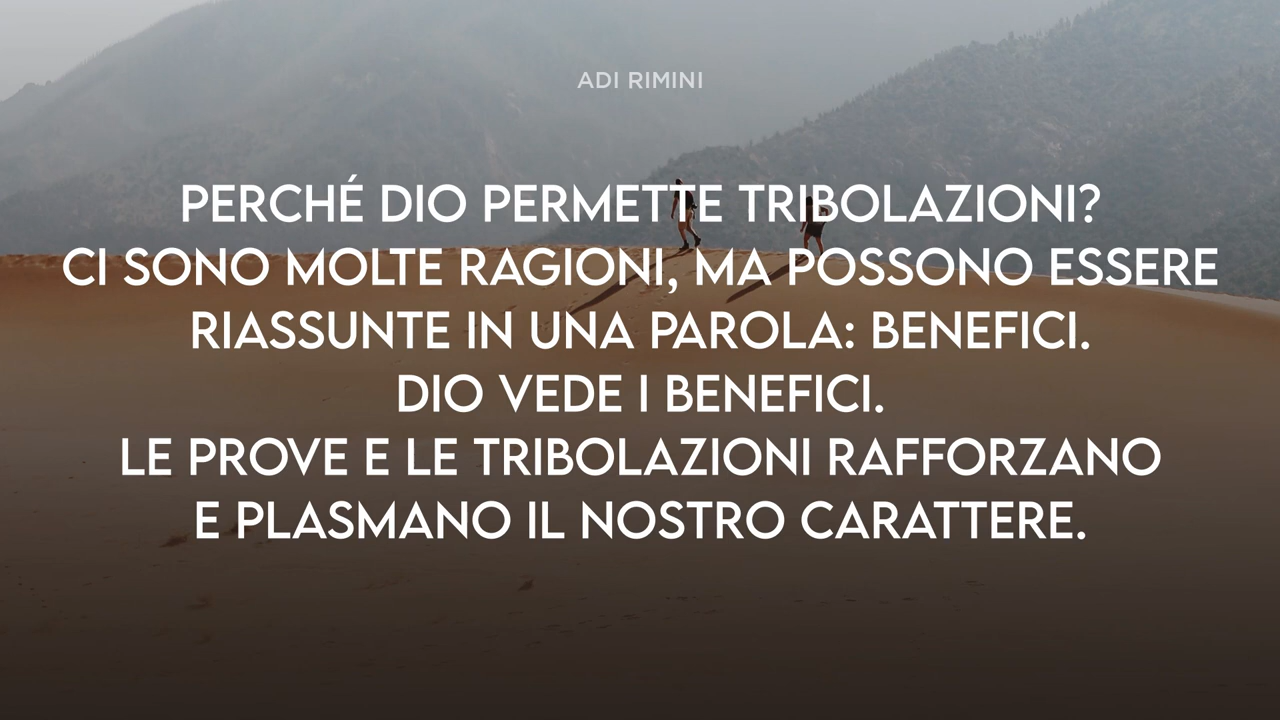 ADI RIMINI
PERCHÉ DIO PERMETTE TRIBOLAZIONI?
CI SONO MOLTE RAGIONI, MA POSSONO ESSERE
RIASSUNTE IN UNA PAROLA: BENEFICI.
DIO VEDE I BENEFICI.
LE PROVE E LE TRIBOLAZIONI RAFFORZANO
E PLASMANO IL NOSTRO CARATTERE.